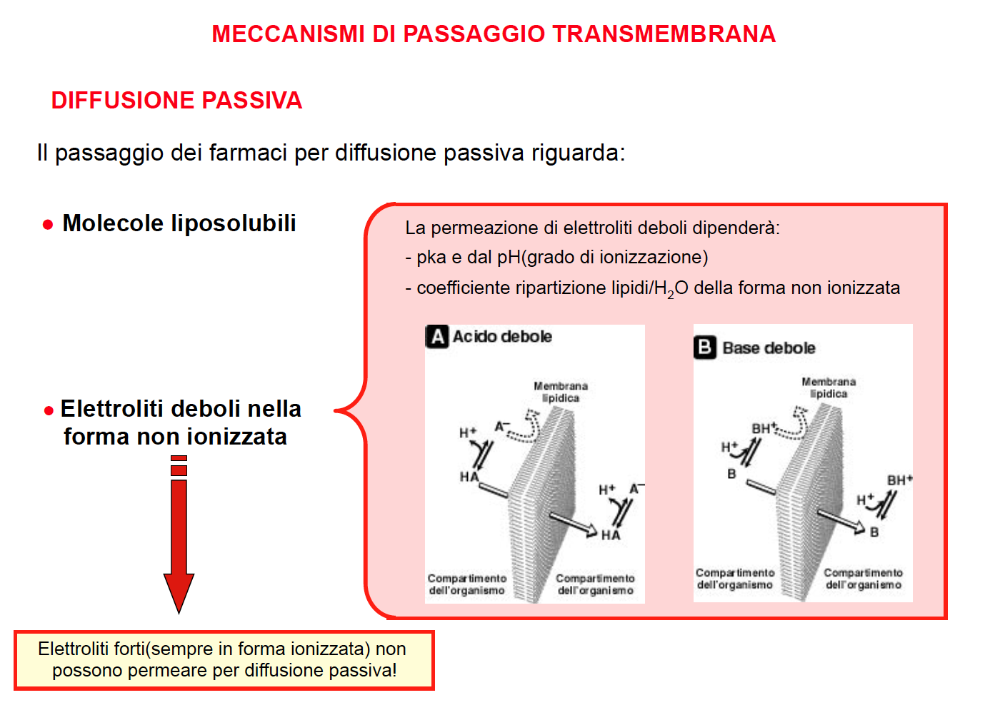 MECCANISMI DI PASSAGGIO TRANSMEMBRANA
DIFFUSIONE PASSIVA
Il passaggio dei farmaci per diffusione passiva riguarda:
● Molecole liposolubili
● Elettroliti deboli nella
forma non ionizzata
Elettroliti forti(sempre in forma ionizzata) non
possono permeare per diffusione passiva!
La permeazione di elettroliti deboli dipenderà:
- pka e dal pH(grado di ionizzazione)
- coefficiente ripartizione lipidi/H₂O della forma non ionizzata
A Acido debole
Membrana
lipidica
H⁺ A⁻
HA
H⁺ A⁻
HA
Compartimento
dell'organismo
Compartimento
dell'organismo
B Base debole
Membrana
lipidica
BH⁺
H⁺
B
BH⁺
H⁺
B
Compartimento
dell'organismo
Compartimento
dell'organismo